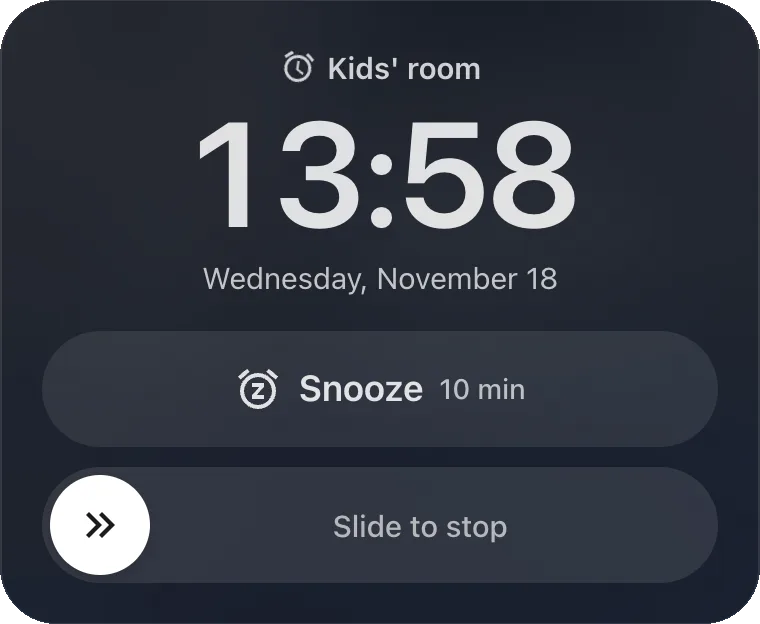 Kids' room
13:58
Wednesday, November 18
Snooze 10 min
Slide to stop